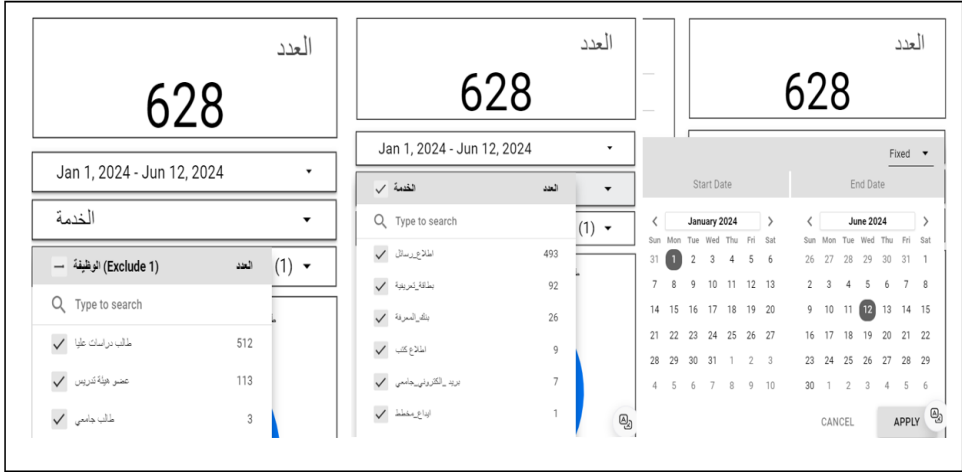 العدد
628
Jan 1, 2024 - Jun 12, 2024
الخدمة
الوظيفة (Exclude 1) العدد
(1)
Type to search
طالب دراسات عليا 512
عضو هيئة تدريس 113
طالب جامعي 3
العدد
628
Jan 1, 2024 - Jun 12, 2024
الخدمة العدد
Type to search
(1)
اطلاع_رسائل 493
بطاقة_تعريفية 92
بنك_المعرفة 26
اطلاع كتب 9
بريد_الكتروني_جامعي 7
ايداع_مخطط 1
العدد
628
Fixed
Start Date End Date
January 2024
Sun Mon Tue Wed Thu Fri Sat
31 1 2 3 4 5 6
7 8 9 10 11 12 13
14 15 16 17 18 19 20
21 22 23 24 25 26 27
28 29 30 31 1 2 3
4 5 6 7 8 9 10
June 2024
Sun Mon Tue Wed Thu Fri Sat
26 27 28 29 30 31 1
2 3 4 5 6 7 8
9 10 11 12 13 14 15
16 17 18 19 20 21 22
23 24 25 26 27 28 29
30 1 2 3 4 5 6
CANCEL APPLY